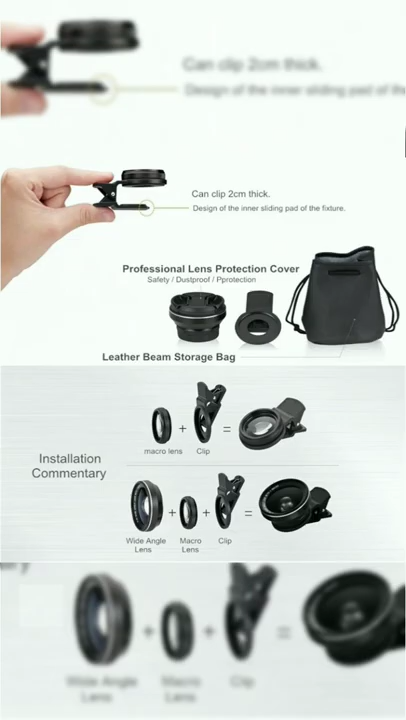 Can clip 2cm thick.
Design of the inner sliding pad of the
Can clip 2cm thick.
Design of the inner sliding pad of the fixture.
Professional Lens Protection Cover
Safety / Dustproof / Pprotection
Leather Beam Storage Bag
+ =
macro lens Clip
Installation
Commentary
+ + =
Wide Angle Macro Clip
Lens Lens
+ + =
Wide Angle Macro Clip
Lens Lens